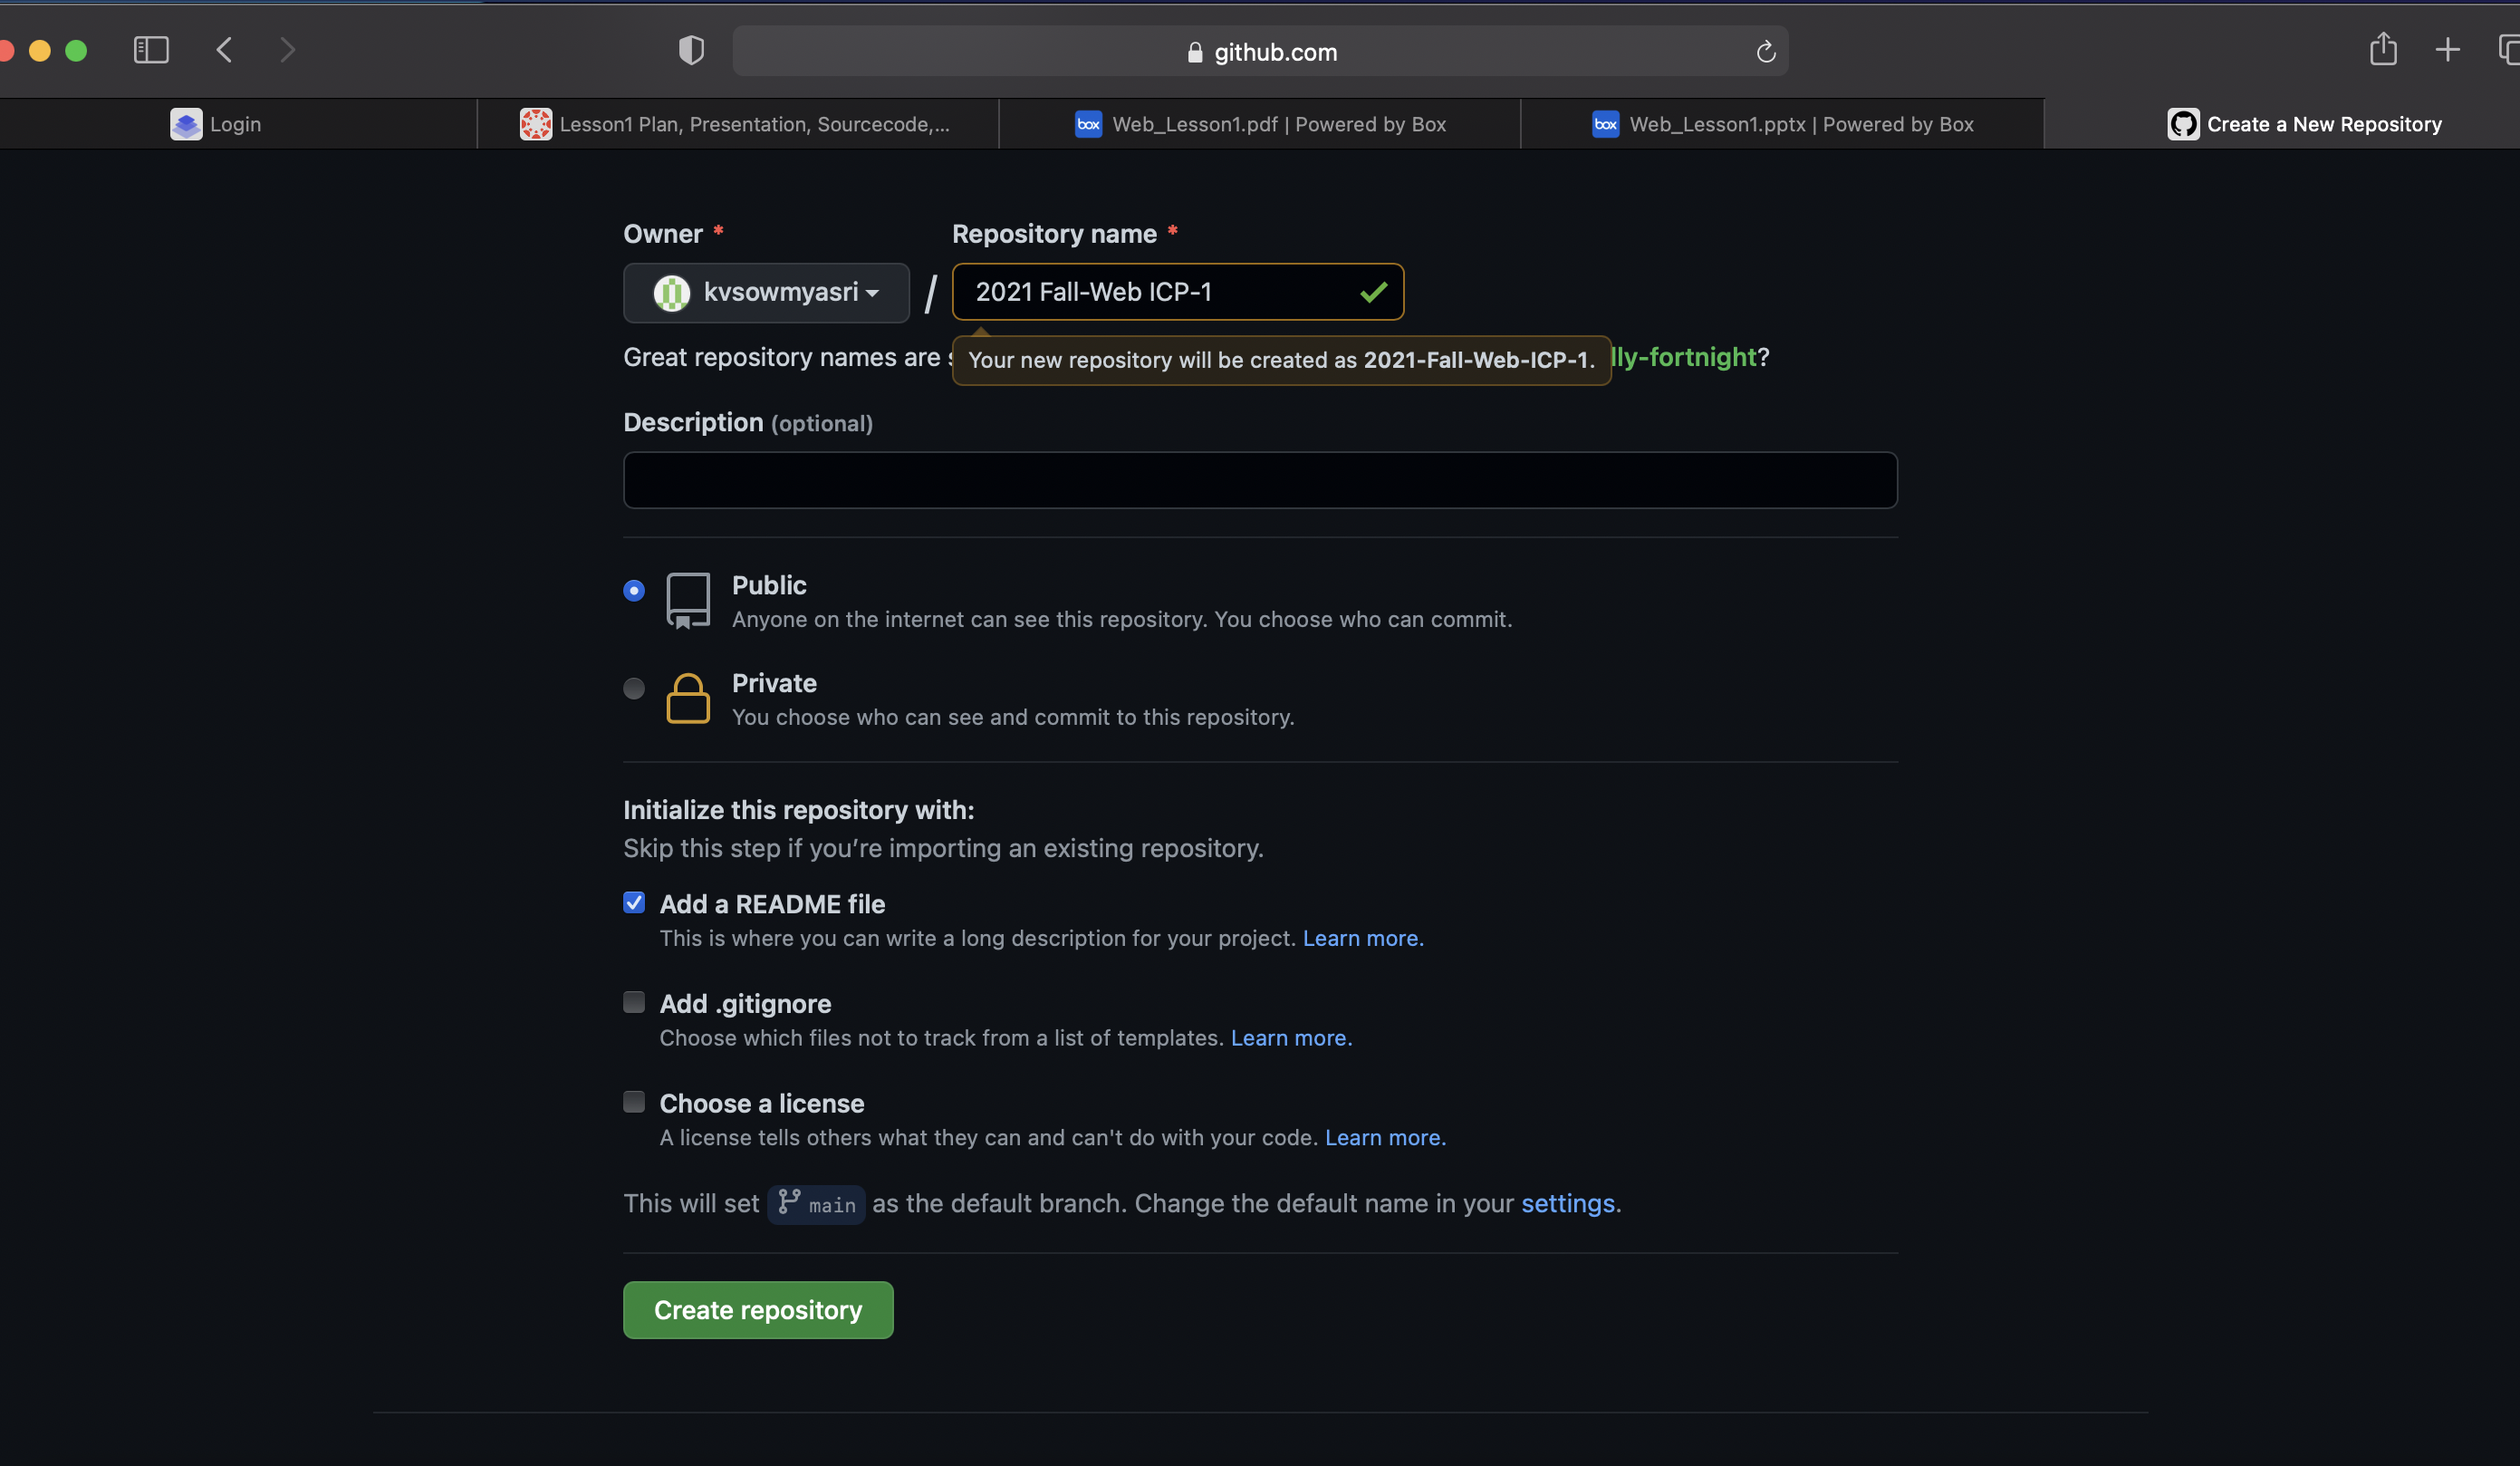 github.com
Login
Lesson1 Plan, Presentation, Sourcecode,...
box Web_Lesson1.pdf | Powered by Box
box Web_Lesson1.pptx | Powered by Box
Create a New Repository
Owner *
Repository name *
kvsowmyasri
/
2021 Fall-Web ICP-1
Great repository names are
Your new repository will be created as 2021-Fall-Web-ICP-1.
lly-fortnight?
Description (optional)
Public
Anyone on the internet can see this repository. You choose who can commit.
Private
You choose who can see and commit to this repository.
Initialize this repository with:
Skip this step if you’re importing an existing repository.
Add a README file
This is where you can write a long description for your project. Learn more.
Add .gitignore
Choose which files not to track from a list of templates. Learn more.
Choose a license
A license tells others what they can and can't do with your code. Learn more.
This will set main as the default branch. Change the default name in your settings.
Create repository